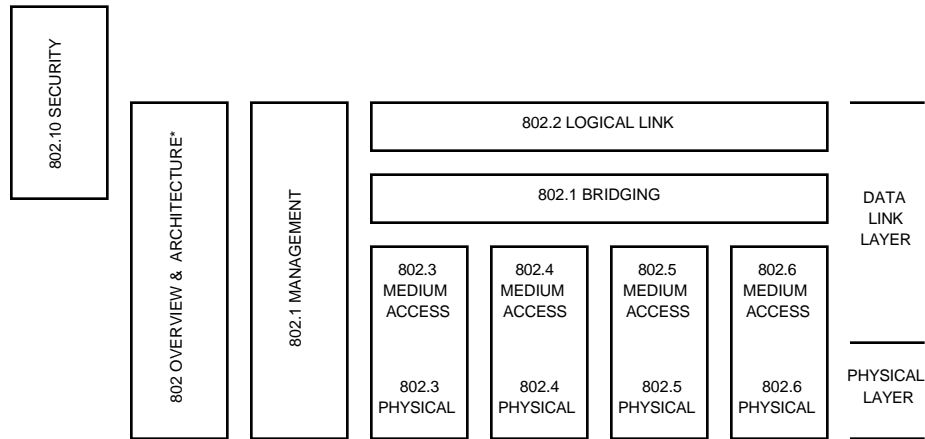 802.10 SECURITY
802 OVERVIEW & ARCHITECTURE*
802.1 MANAGEMENT
802.2 LOGICAL LINK
802.1 BRIDGING
802.3
MEDIUM
ACCESS
802.3
PHYSICAL
802.4
MEDIUM
ACCESS
802.4
PHYSICAL
802.5
MEDIUM
ACCESS
802.5
PHYSICAL
802.6
MEDIUM
ACCESS
802.6
PHYSICAL
DATA
LINK
LAYER
PHYSICAL
LAYER